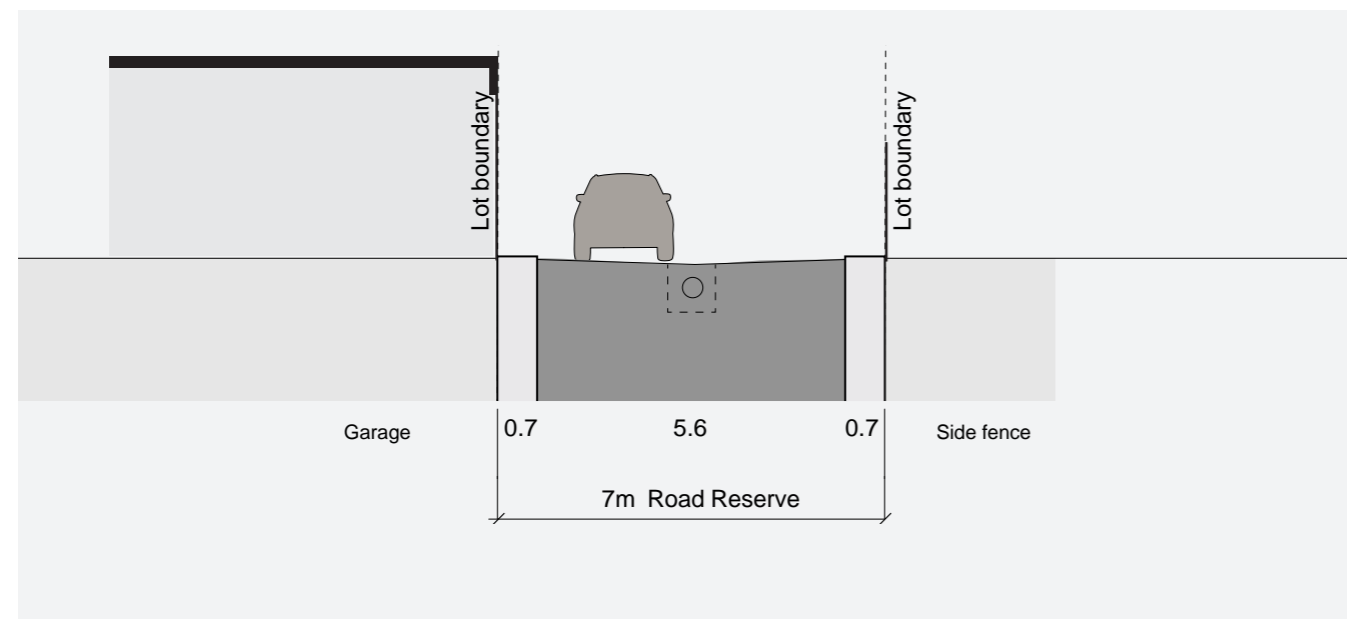 Lot boundary
Lot boundary
Garage
0.7
5.6
0.7
Side fence
7m Road Reserve